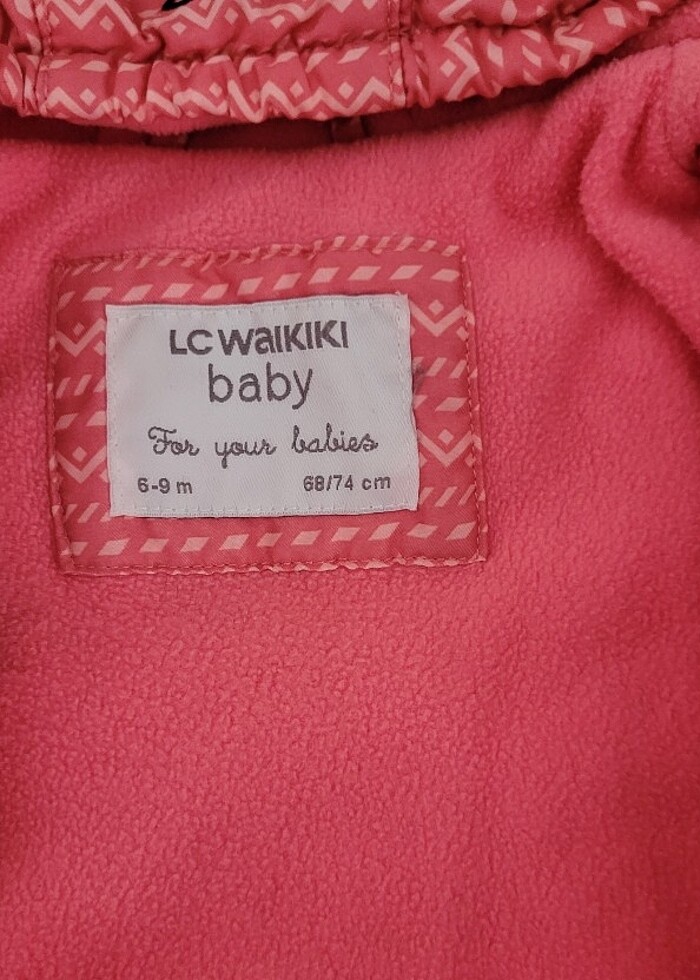 LC WAIKIKI
baby
For your babies
6-9 m 68/74 cm